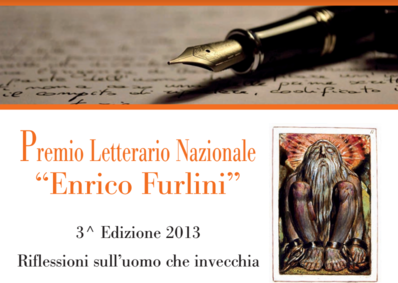 Premio Letterario Nazionale
“Enrico Furlini”
3^ Edizione 2013
Riflessioni sull’uomo che invecchia